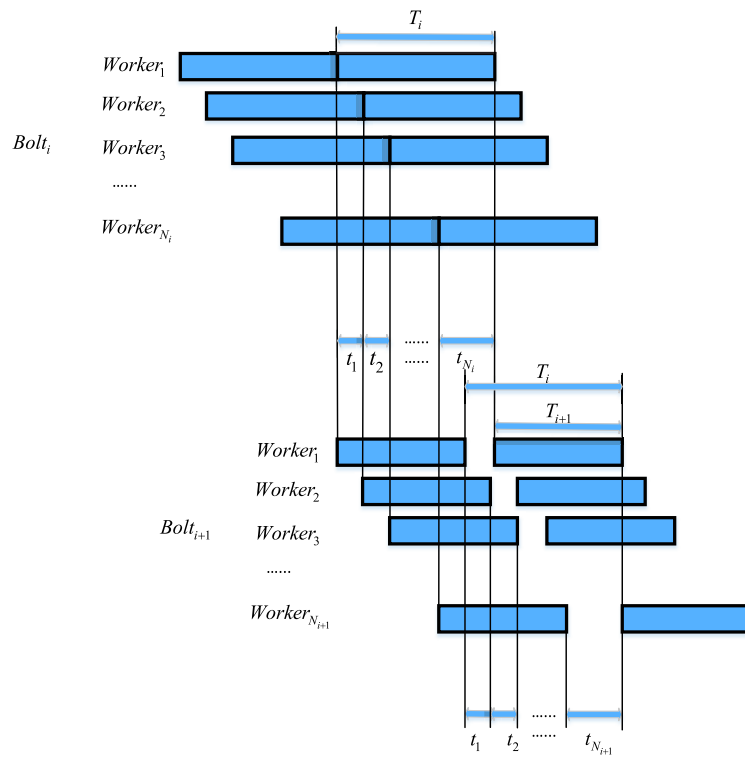 T_i
Worker_1
Worker_2
Bolt_i
Worker_3
......
Worker_{N_i}
......
t_1 t_2 ...... t_{N_i}
T_i
T_{i+1}
Worker_1
Worker_2
Bolt_{i+1}
Worker_3
......
Worker_{N_{i+1}}
......
t_1 t_2 ...... t_{N_{i+1}}